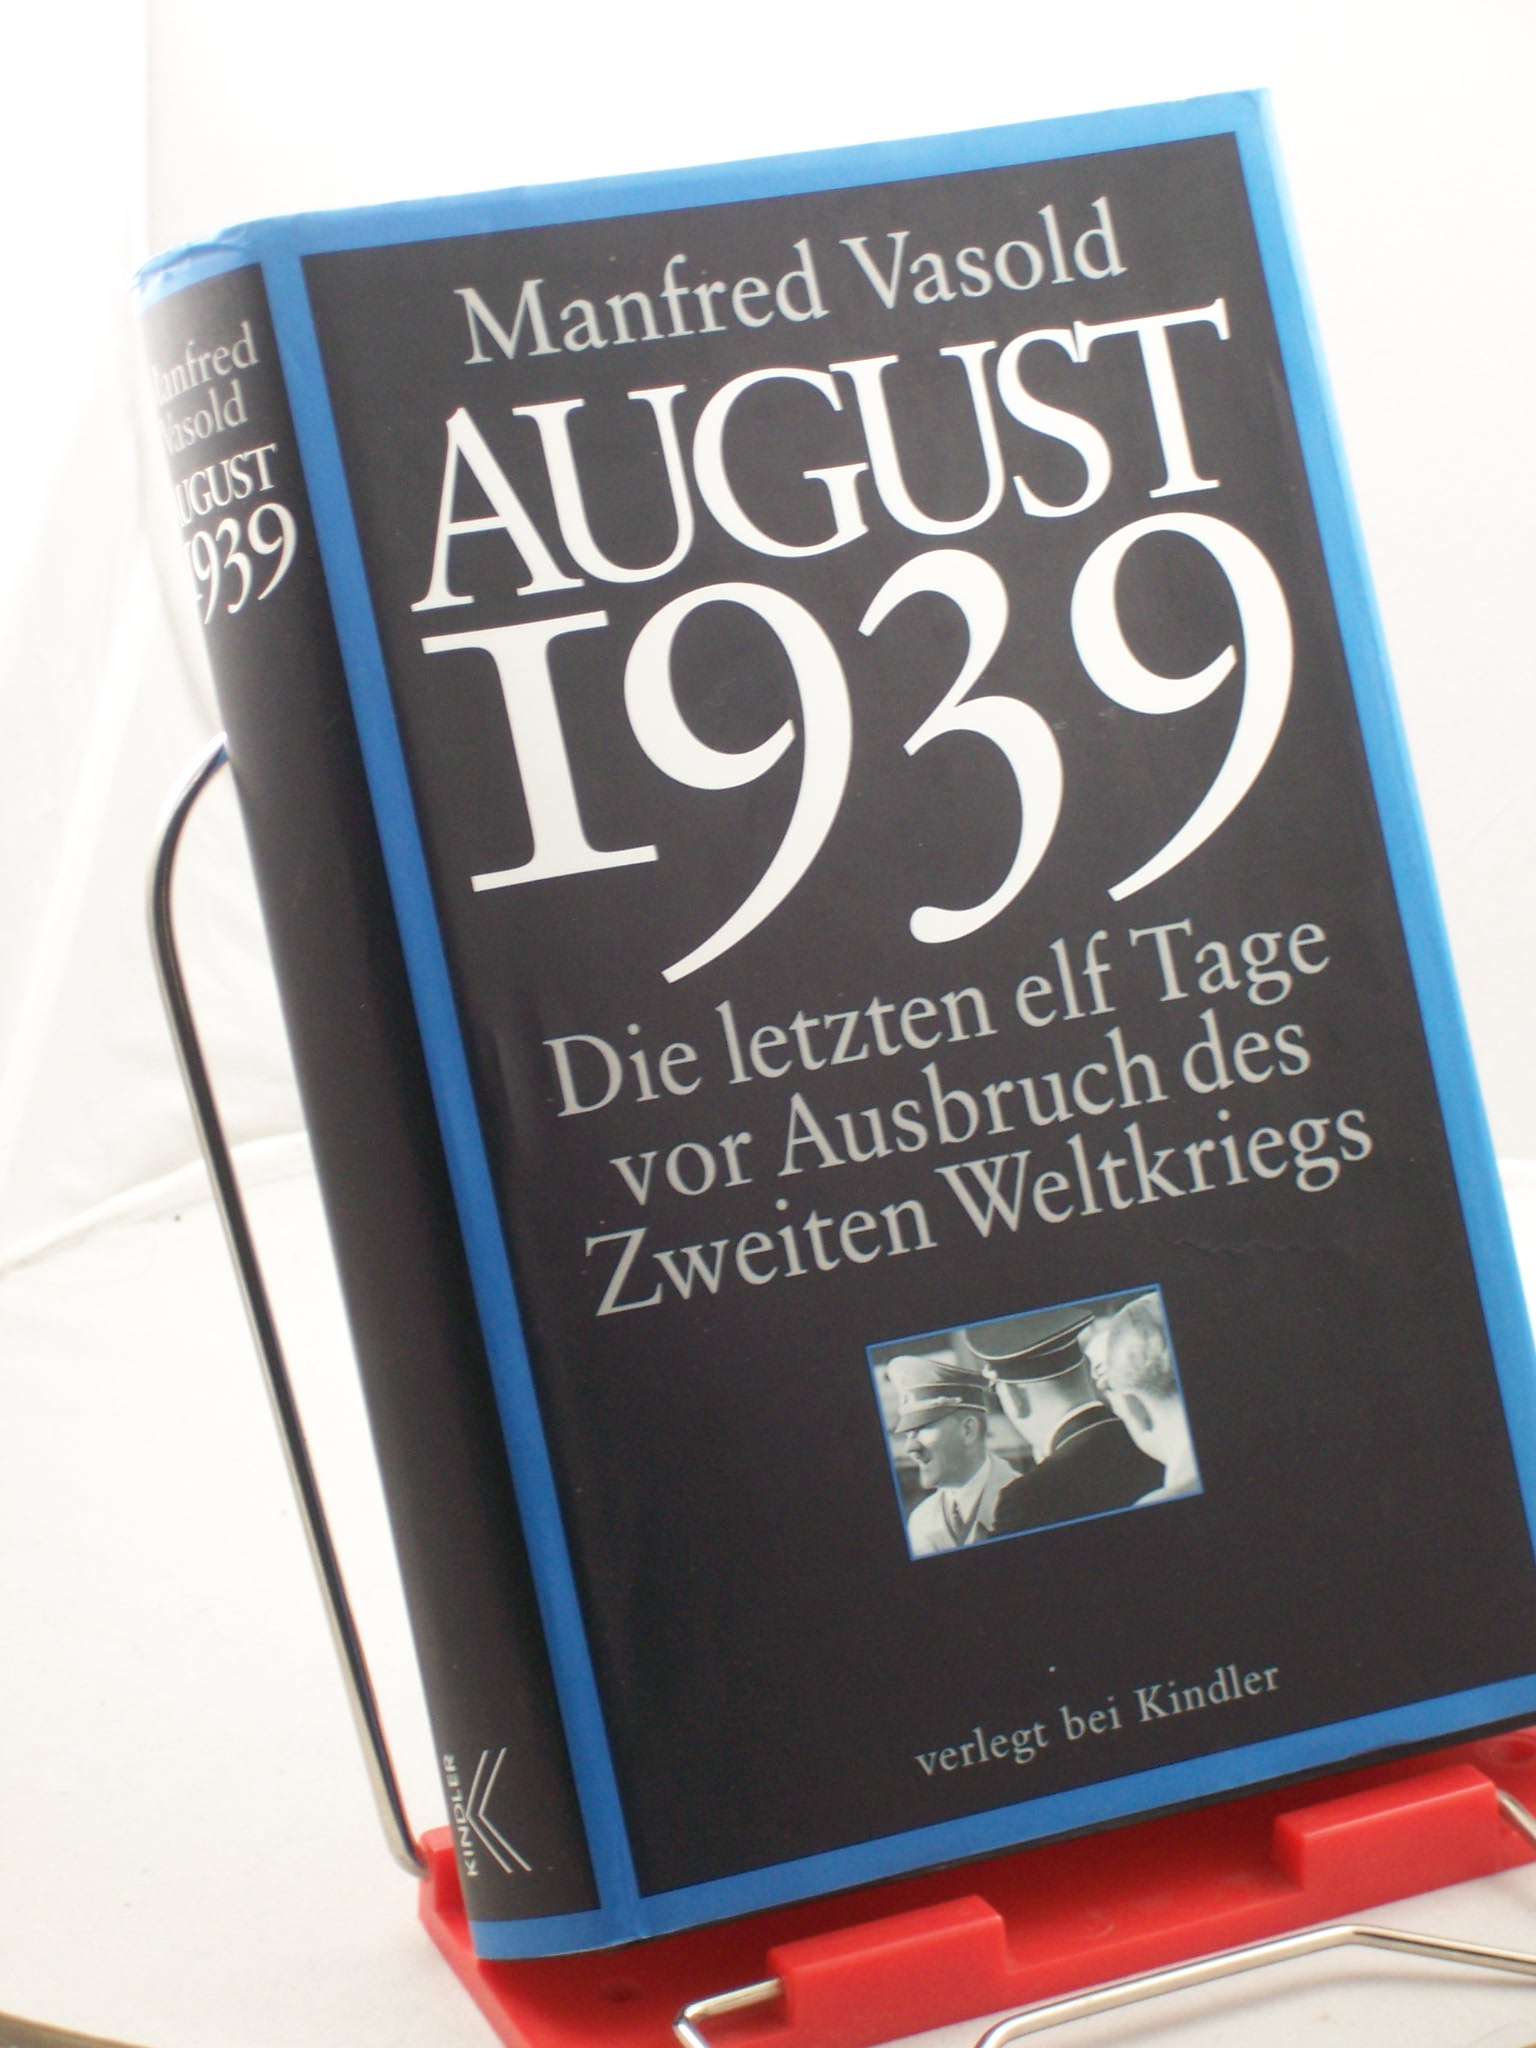 Manfred
Vasold
AUGUST
1939
KINDLER
Manfred Vasold
AUGUST
1939
Die letzten elf Tage
vor Ausbruch des
Zweiten Weltkriegs
verlegt bei Kindler